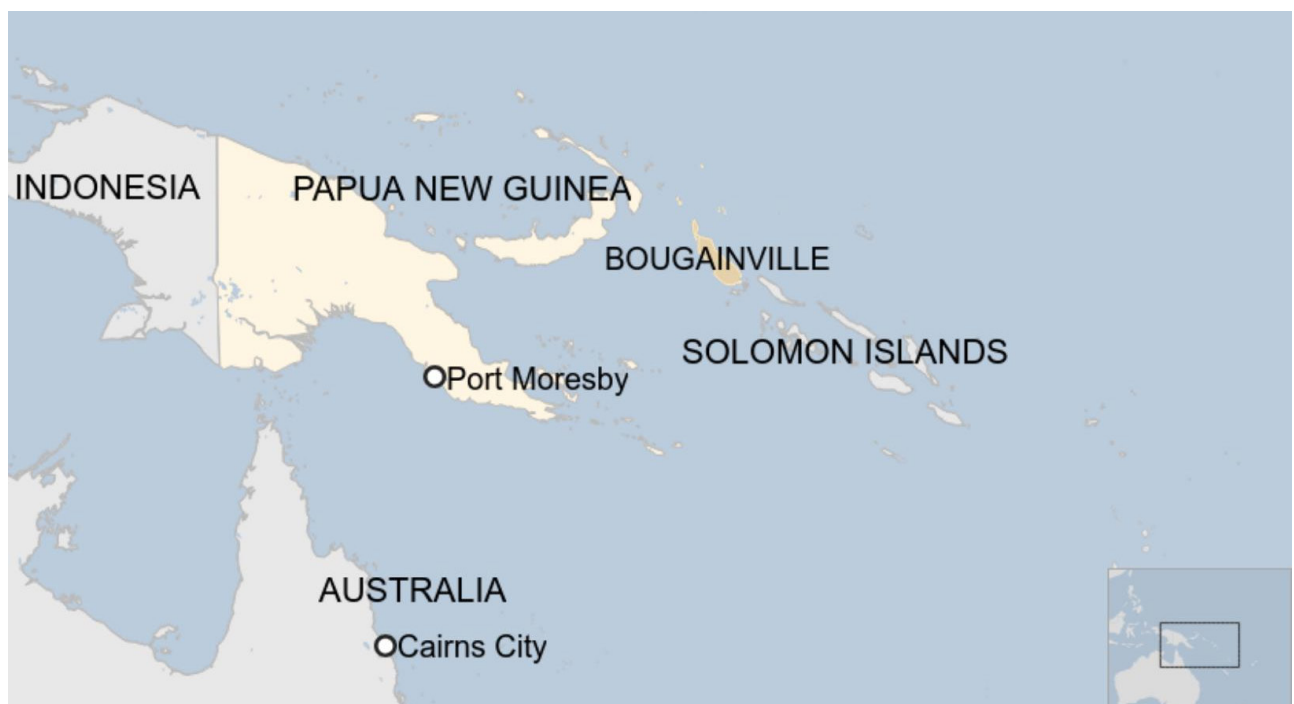 INDONESIA
PAPUA NEW GUINEA
BOUGAINVILLE
SOLOMON ISLANDS
Port Moresby
AUSTRALIA
Cairns City